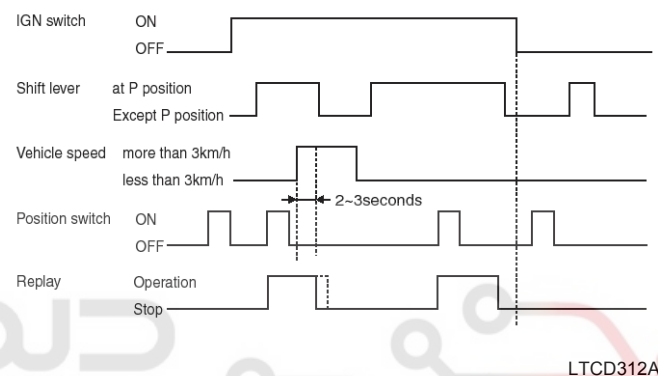 IGN switch ON
OFF
Shift lever at P position
Except P position
Vehicle speed more than 3km/h
less than 3km/h
2~3seconds
Position switch ON
OFF
Replay Operation
Stop
LTCD312A